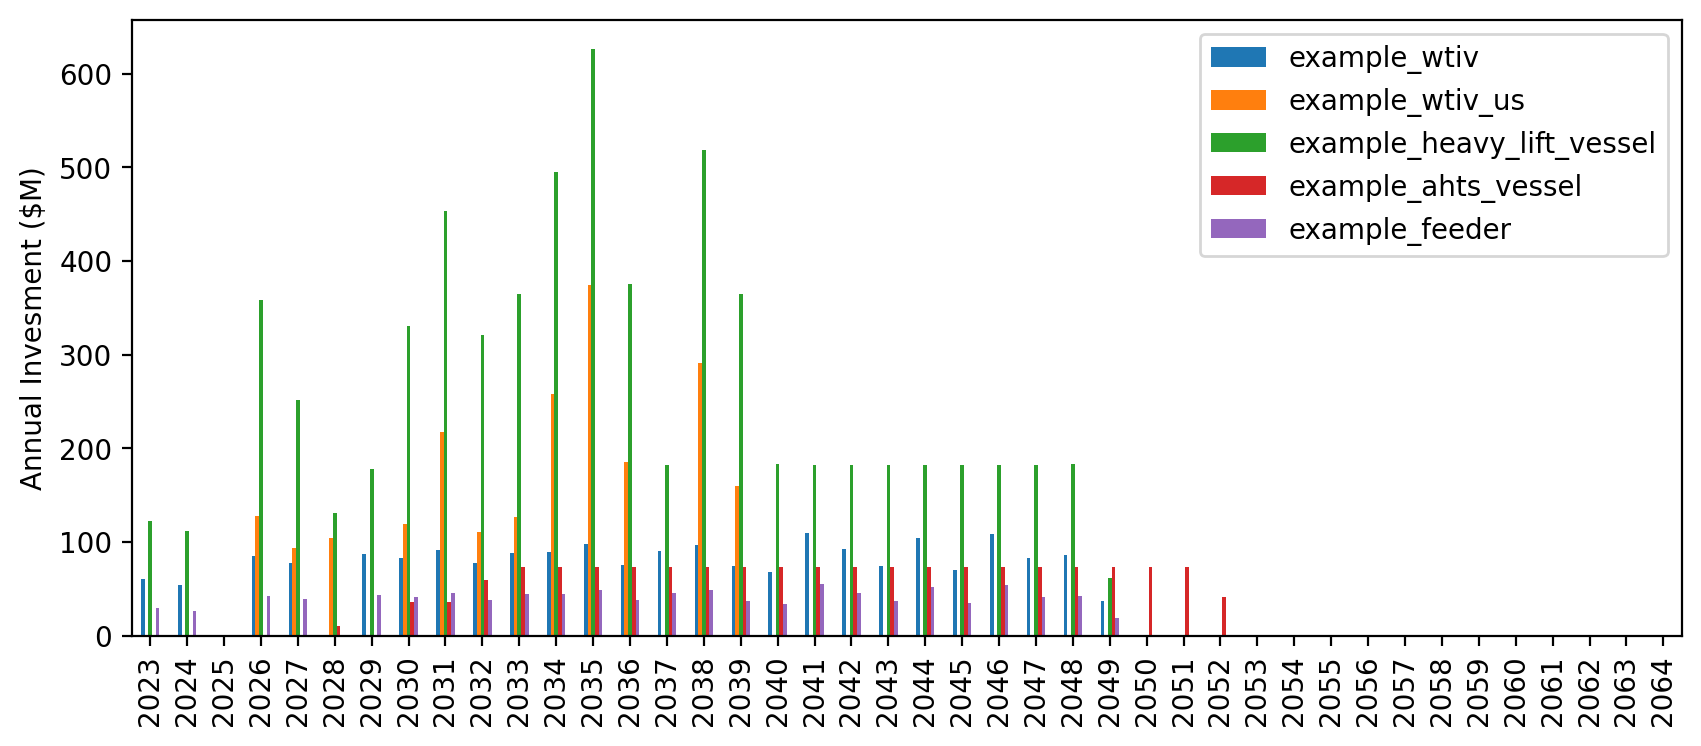 Annual Invesment ($M)
600
500
400
300
200
100
0
example_wtiv
example_wtiv_us
example_heavy_lift_vessel
example_ahts_vessel
example_feeder
2023 2024 2025 2026 2027 2028 2029 2030 2031 2032 2033 2034 2035 2036 2037 2038 2039 2040 2041 2042 2043 2044 2045 2046 2047 2048 2049 2050 2051 2052 2053 2054 2055 2056 2057 2058 2059 2060 2061 2062 2063 2064